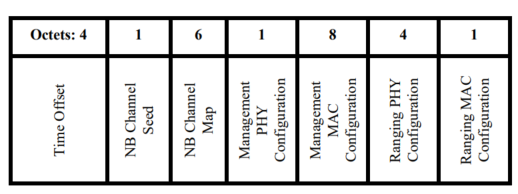 Octets: 4 1 6 1 8 4 1
Time Offset
NB Channel
Seed
NB Channel
Map
Management
PHY
Configuration
Management
MAC
Configuration
Ranging PHY
Configuration
Ranging MAC
Configuration